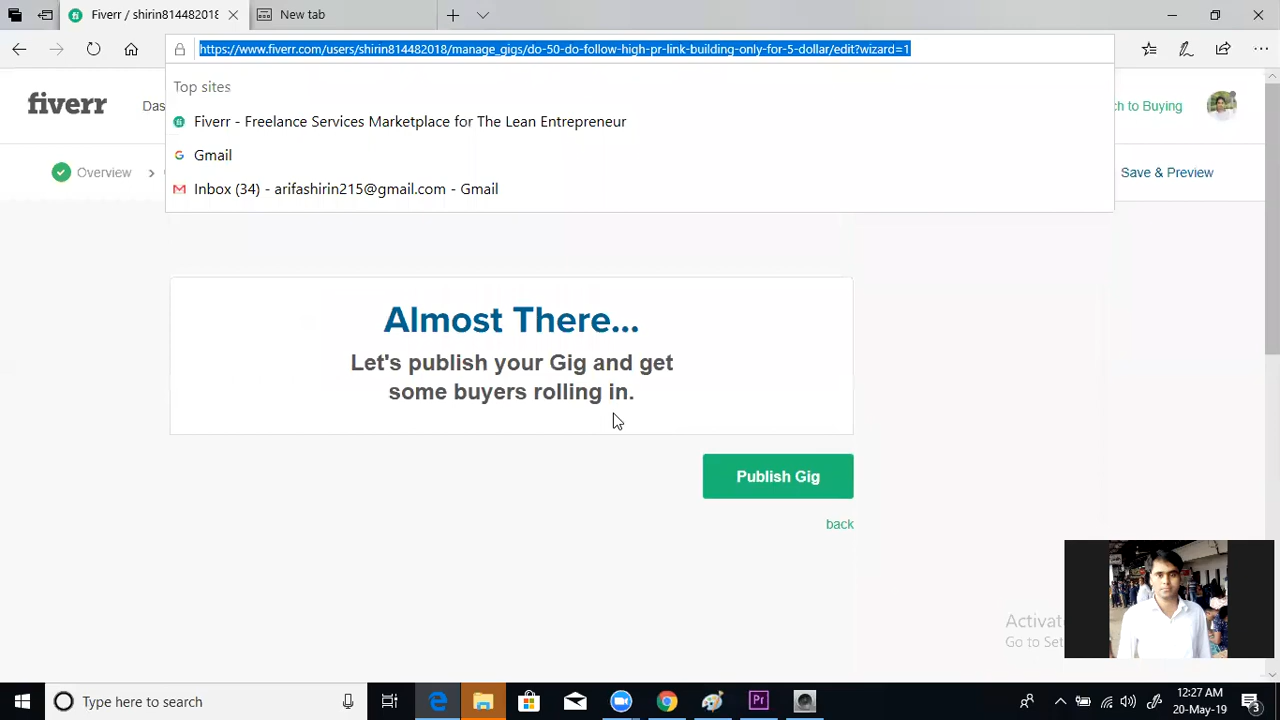 Fiverr / shirin814482018
New tab
https://www.fiverr.com/users/shirin814482018/manage_gigs/do-50-do-follow-high-pr-link-building-only-for-5-dollar/edit?wizard=1
Top sites
fiverr
Das
Fiverr - Freelance Services Marketplace for The Lean Entrepreneur
ch to Buying
Gmail
Overview
Save & Preview
Inbox (34) - arifashirin215@gmail.com - Gmail
Almost There...
Let's publish your Gig and get
some buyers rolling in.
Publish Gig
back
Activat
Go to Set
Type here to search
12:27 AM
20-May-19
3